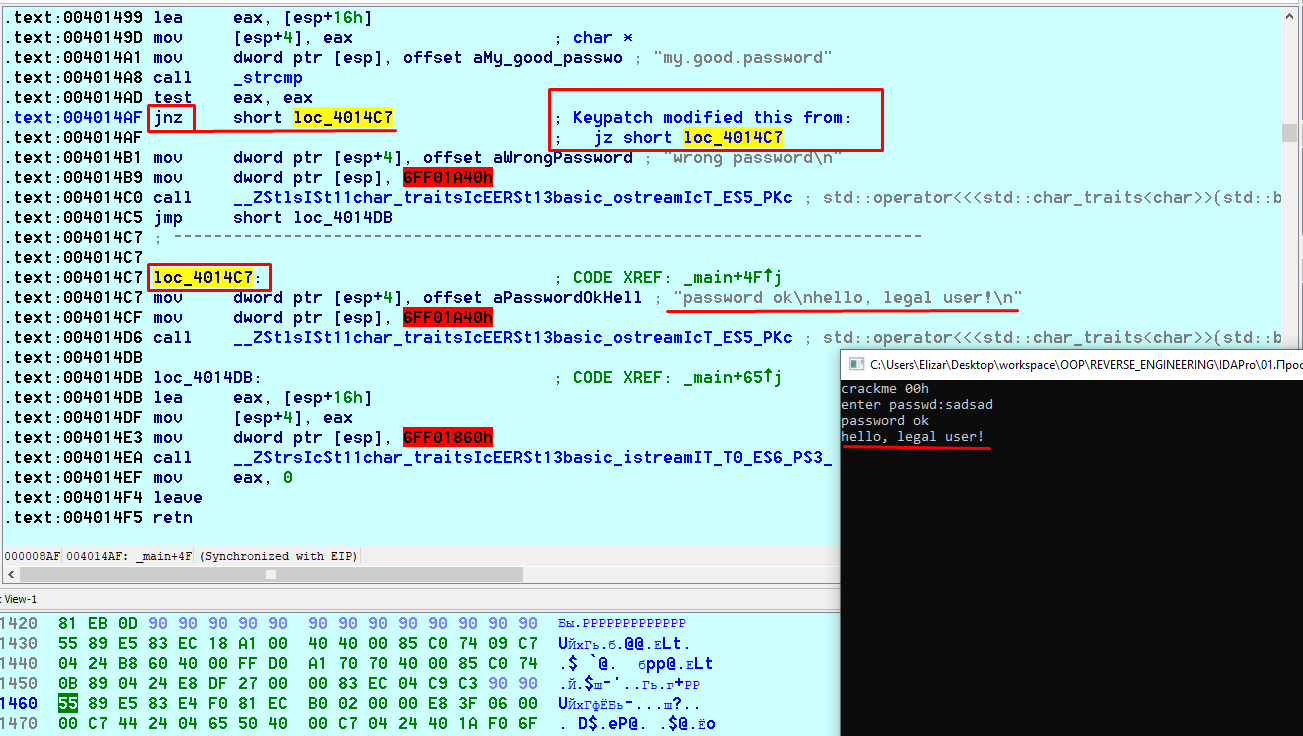 .text:00401499 lea     eax, [esp+16h]
.text:0040149D mov     [esp+4], eax            ; char *
.text:004014A1 mov     dword ptr [esp], offset aMy_good_passwo ; "my.good.password"
.text:004014A8 call    _strcmp
.text:004014AD test    eax, eax
.text:004014AF jnz     short loc_4014C7        ; Keypatch modified this from:
.text:004014AF                                 ;   jz short loc_4014C7
.text:004014B1 mov     dword ptr [esp+4], offset aWrongPassword ; "wrong password\n"
.text:004014B9 mov     dword ptr [esp], 6FF01A40h
.text:004014C0 call    __ZStlsISt11char_traitsIcEERSt13basic_ostreamIcT_ES5_PKc ; std::operator<<<std::char_traits<char>>(std::b
.text:004014C5 jmp     short loc_4014DB
.text:004014C7 ; ---------------------------------------------------------------------------
.text:004014C7
.text:004014C7 loc_4014C7:                             ; CODE XREF: _main+4F↑j
.text:004014C7 mov     dword ptr [esp+4], offset aPasswordOkHell ; "password ok\nhello, legal user!\n"
.text:004014CF mov     dword ptr [esp], 6FF01A40h
.text:004014D6 call    __ZStlsISt11char_traitsIcEERSt13basic_ostreamIcT_ES5_PKc ; std::operator<<<std::char_traits<char>>(std::b
.text:004014DB
.text:004014DB loc_4014DB:                             ; CODE XREF: _main+65↑j
.text:004014DB lea     eax, [esp+16h]
.text:004014DF mov     [esp+4], eax
.text:004014E3 mov     dword ptr [esp], 6FF01860h
.text:004014EA call    __ZStrsIcSt11char_traitsIcEERSt13basic_istreamIT_T0_ES6_PS3_
.text:004014EF mov     eax, 0
.text:004014F4 leave
.text:004014F5 retn
000008AF 004014AF: _main+4F (Synchronized with EIP)
C:\Users\Elizar\Desktop\workspace\OOP\REVERSE_ENGINEERING\IDAPro\01.Прос
crackme 00h
enter passwd:sadsad
password ok
hello, legal user!
View-1
1420  81 EB 0D 90 90 90 90 90  90 90 90 90 90 90 90 90  Бы.РРРРРРРРРРРРР
1430  55 89 E5 83 EC 18 A1 00  40 40 00 85 C0 74 09 C7
1440  04 24 B8 60 40 00 FF D0  A1 70 70 40 00 85 C0 74
1450  0B 89 04 24 E8 DF 27 00  00 83 EC 04 C9 C3 90 90
1460  55 89 E5 83 E4 F0 81 EC  B0 02 00 00 E8 3F 06 00
1470  00 C7 44 24 04 65 50 40  00 C7 04 24 40 1A F0 6F